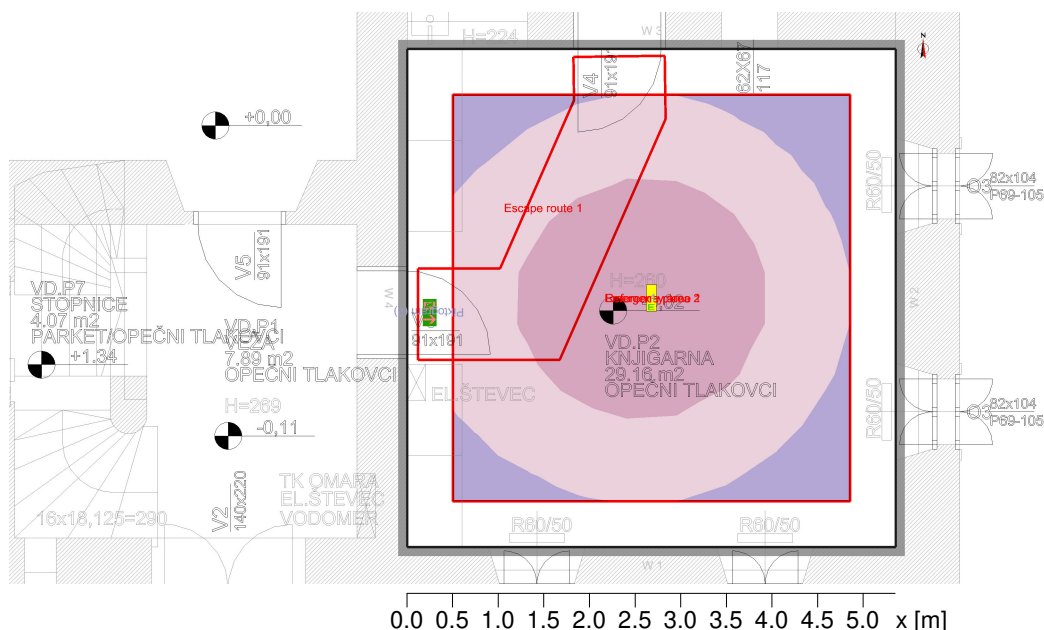 H=224
W 3
N
V4
91x191
62X67
117
+0,00
R60/50
82x104
P69-105
Escape route 1
V5
91x191
H=260
W 4
W 2
VD.P7
STOPNICE
4.07 m2
PARKET/OPEČNI TLAKOVCI
+1.34
VD.P1
VEŽA
7.89 m2
OPEČNI TLAKOVCI
91x191
VD.P2
KNJIGARNA
29.16 m2
OPEČNI TLAKOVCI
EL.ŠTEVEC
H=269
-0,11
R60/50
82x104
P69-105
V2
140x220
TK OMARA
EL.ŠTEVEC
VODOMER
16x18,125=290
R60/50
R60/50
W 1
0.0 0.5 1.0 1.5 2.0 2.5 3.0 3.5 4.0 4.5 5.0 x [m]